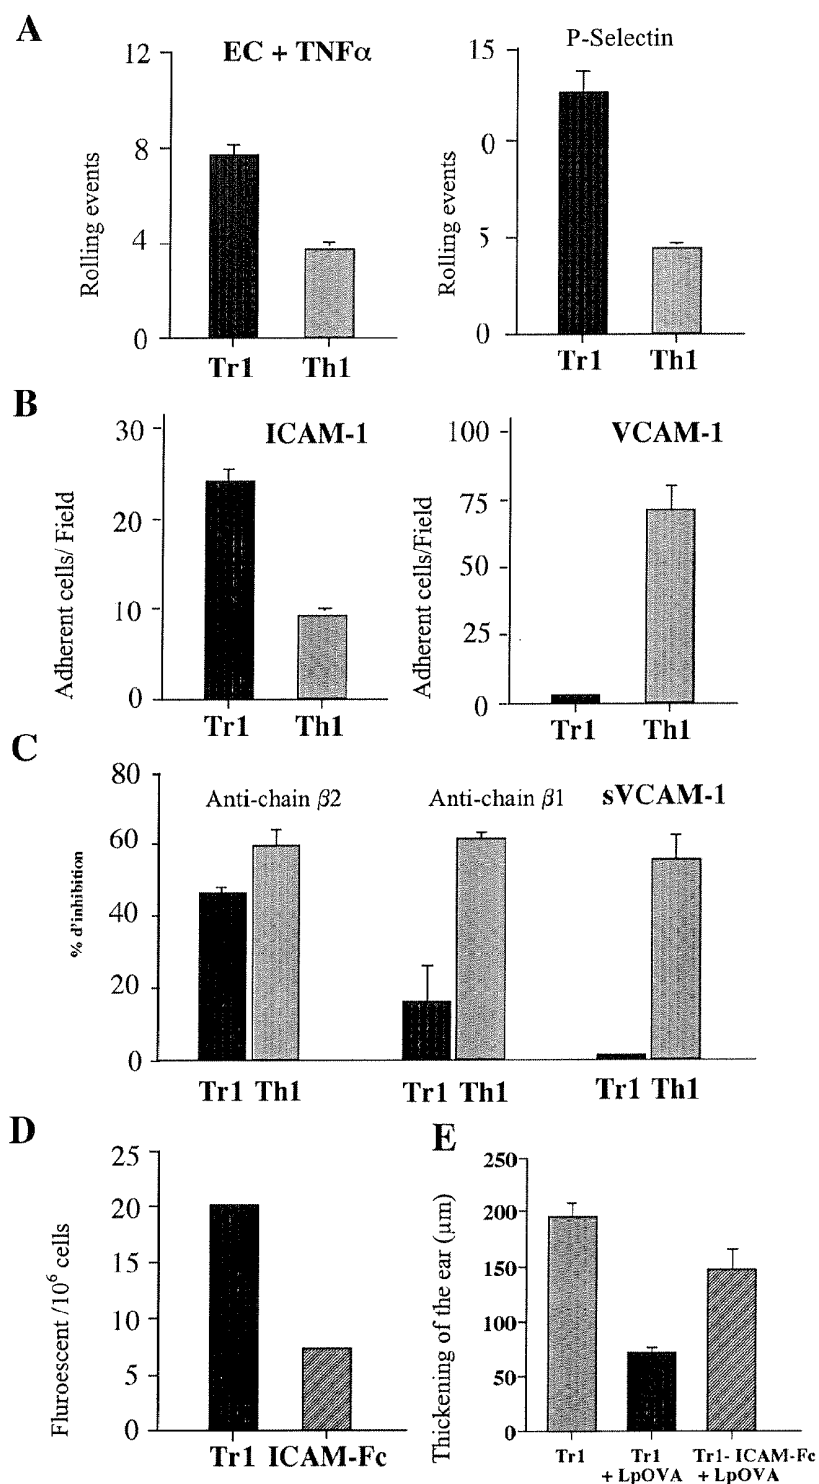 A
EC + TNFα
P-Selectin
Rolling events
12
8
4
0
Tr1 Th1
Rolling events
15
0
5
0
Tr1 Th1
B
ICAM-1
VCAM-1
Adherent cells/ Field
30
20
10
0
Tr1 Th1
Adherent cells/Field
100
75
50
25
0
Tr1 Th1
C
Anti-chain β2
Anti-chain β1
sVCAM-1
% d'inhibition
80
60
40
20
0
Tr1 Th1
Tr1 Th1
Tr1 Th1
D
Fluroescent /10⁶ cells
25
20
15
10
5
0
Tr1 ICAM-Fc
E
Thickening of the ear (μm)
250
200
150
100
50
0
Tr1
Tr1
+ LpOVA
Tr1- ICAM-Fc
+ LpOVA